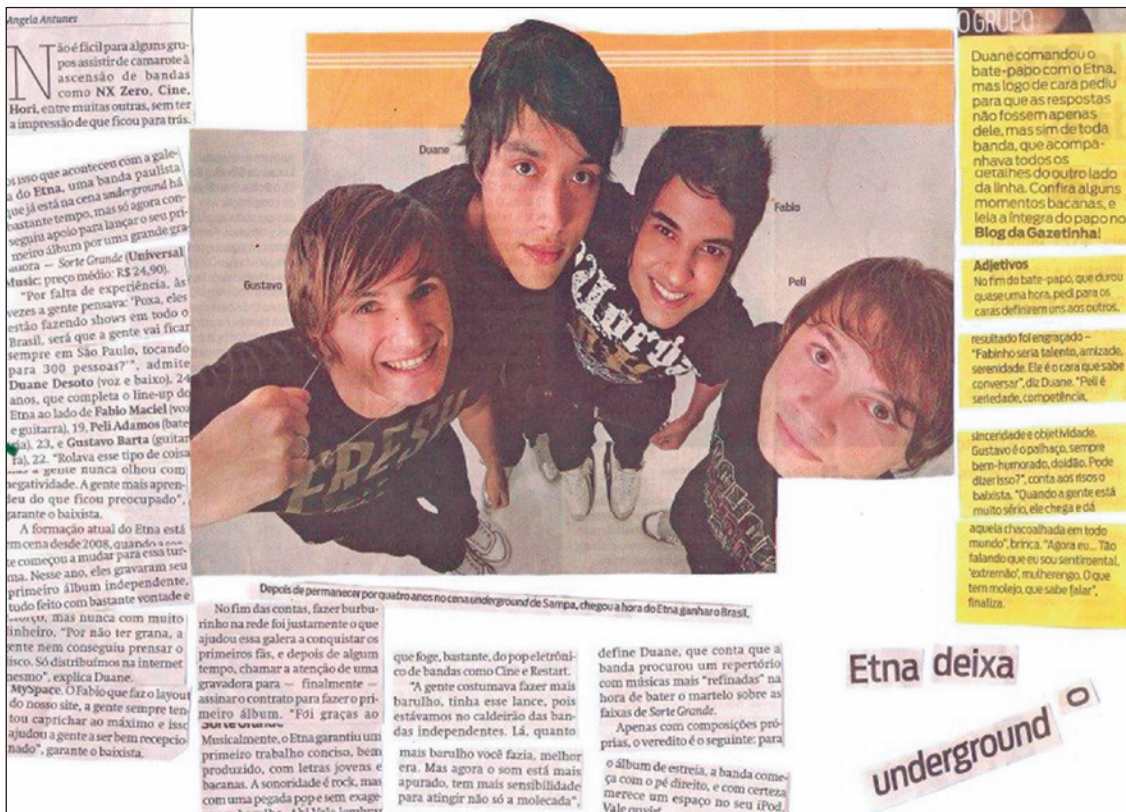 Angela Antunes
Não é fácil para alguns gru-
pos assistir de camarote à
ascensão de bandas
como NX Zero, Cine,
Hori, entre muitas outras, sem ter
a impressão de que ficou para trás.
isso que aconteceu com a gale-
do Etna, uma banda paulista
que já está na cena underground há
bastante tempo, mas só agora con-
seguiu apoio para lançar o seu pri-
meiro álbum por uma grande gra-
— Sorte Grande (Universal
Music; preço médio: R$ 24,90).
"Por falta de experiência, às
vezes a gente pensava: 'Poxa, eles
estão fazendo shows em todo o
Brasil, será que a gente vai ficar
sempre em São Paulo, tocando
para 300 pessoas?'", admite
Duane Desoto (voz e baixo), 24
anos, que completa o line-up do
Etna ao lado de Fabio Maciel (voz
e guitarra), 19, Peli Adamos (bate
ria), 23, e Gustavo Barta (guitar
ra), 22. "Rolava esse tipo de coisa
a gente nunca olhou com
negatividade. A gente mais apren-
deu do que ficou preocupado",
garante o baixista.
A formação atual do Etna está
em cena desde 2008, quando
te começou a mudar para essa tur-
ma. Nesse ano, eles gravaram seu
primeiro álbum independente,
tudo feito com bastante vontade e
mas nunca com muito
dinheiro. "Por não ter grana, a
gente nem conseguiu prensar o
disco. Só distribuímos na internet
mesmo", explica Duane.
MySpace. O Fabio que faz o layout
do nosso site, a gente sempre ten-
tou caprichar ao máximo e isso
ajudou a gente a ser bem recepcio-
nado", garante o baixista.
Duane
Fabio
Gustavo
Peli
Depois de permanecer por quatro anos no cena underground de Sampa, chegou a hora do Etna ganhar o Brasil.
No fim das contas, fazer burbu-
rinho na rede foi justamente o que
ajudou essa galera a conquistar os
primeiros fãs, e depois de algum
tempo, chamar a atenção de uma
gravadora para — finalmente —
assinar o contrato para fazer o pri-
meiro álbum. "Foi graças ao
Sorte Grande
Musicalmente, o Etna garantiu um
primeiro trabalho conciso, bem
produzido, com letras jovens e
bacanas. A sonoridade é rock, mas
com uma pegada pop e sem exage-
que foge, bastante, do pop eletrôni-
co de bandas como Cine e Restart.
"A gente costumava fazer mais
barulho, tinha esse lance, pois
estávamos no caldeirão das ban-
das independentes. Lá, quanto
mais barulho você fazia, melhor
era. Mas agora o som está mais
apurado, tem mais sensibilidade
para atingir não só a molecada",
define Duane, que conta que a
banda procurou um repertório
com músicas mais "refinadas" na
hora de bater o martelo sobre as
faixas de Sorte Grande.
Apenas com composições pró-
prias, o veredito é o seguinte: para
o álbum de estreia, a banda come-
ça com o pé direito, e com certeza
merece um espaço no seu iPod.
O GRUPO
Duane comandou o
bate-papo com o Etna,
mas logo de cara pediu
para que as respostas
não fossem apenas
dele, mas sim de toda
banda, que acompa-
nhava todos os
detalhes do outro lado
da linha. Confira alguns
momentos bacanas, e
leia a íntegra do papo no
Blog da Gazetinha!
Adjetivos
No fim do bate-papo, que durou
quase uma hora, pedi para os
caras definirem uns aos outros.
resultado foi engraçado –
"Fabinho seria talento, amizade,
serenidade. Ele é o cara que sabe
conversar", diz Duane. "Peli é
seriedade, competência,
sinceridade e objetividade.
Gustavo é o palhaço, sempre
bem-humorado, doidão. Pode
dizer isso?", conta aos risos o
baixista. "Quando a gente está
muito sério, ele chega e dá
aquela chacoalhada em todo
mundo", brinca. "Agora eu... Tão
falando que eu sou sentimental,
'extremão', mulherengo. O que
tem molejo, que sabe falar",
finaliza.
Etna deixa
o
underground